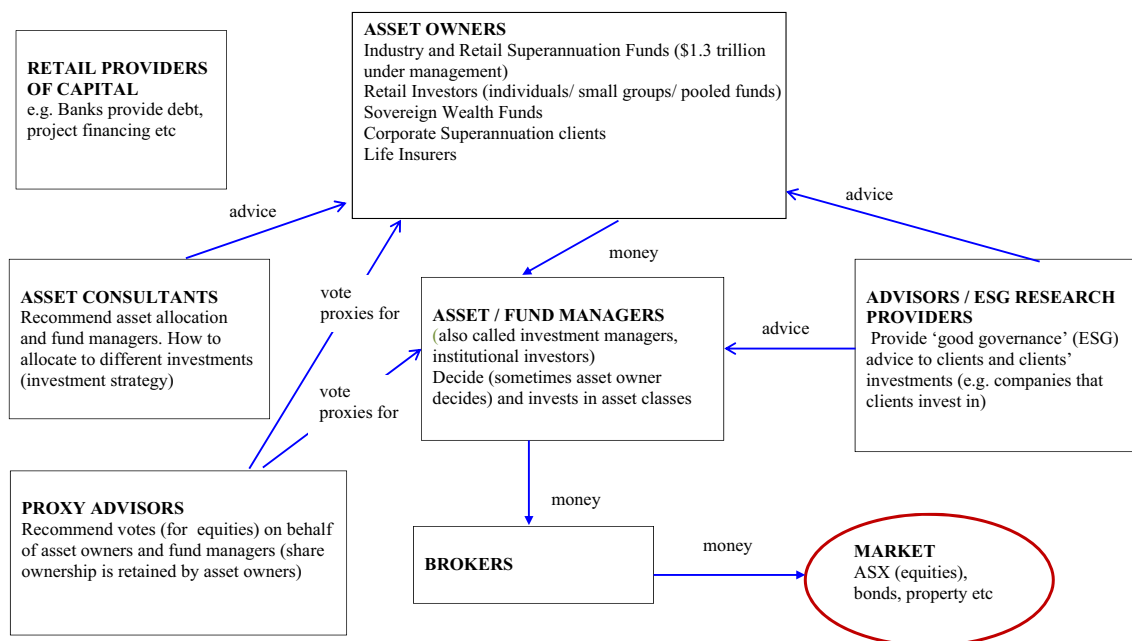 RETAIL PROVIDERS
OF CAPITAL
e.g. Banks provide debt,
project financing etc
ASSET OWNERS
Industry and Retail Superannuation Funds ($1.3 trillion
under management)
Retail Investors (individuals/ small groups/ pooled funds)
Sovereign Wealth Funds
Corporate Superannuation clients
Life Insurers
advice
advice
money
ASSET CONSULTANTS
Recommend asset allocation
and fund managers. How to
allocate to different investments
(investment strategy)
vote
proxies for
ASSET / FUND MANAGERS
(also called investment managers,
institutional investors)
Decide (sometimes asset owner
decides) and invests in asset classes
advice
ADVISORS / ESG RESEARCH
PROVIDERS
Provide ‘good governance’ (ESG)
advice to clients and clients’
investments (e.g. companies that
clients invest in)
vote
proxies for
PROXY ADVISORS
Recommend votes (for equities) on behalf
of asset owners and fund managers (share
ownership is retained by asset owners)
money
BROKERS
money
MARKET
ASX (equities),
bonds, property etc